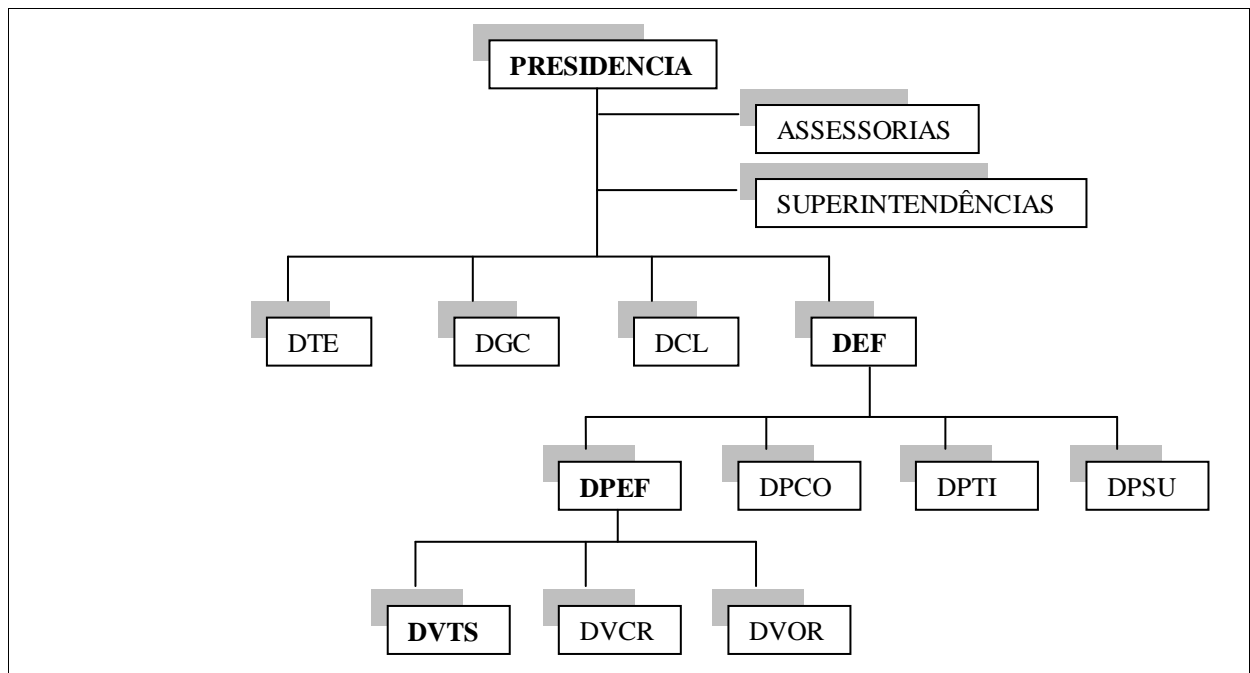 PRESIDENCIA
ASSESSORIAS
SUPERINTENDÊNCIAS
DTE
DGC
DCL
DEF
DPEF
DPCO
DPTI
DPSU
DVTS
DVCR
DVOR